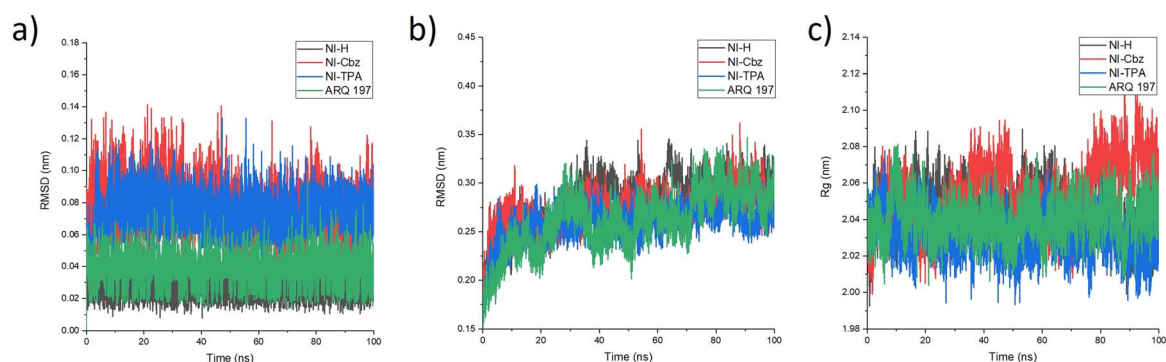 a)
0.18
0.16
0.14
0.12
0.10
0.08
0.06
0.04
0.02
0.00
RMSD (nm)
NI-H
NI-Cbz
NI-TPA
ARQ 197
0 20 40 60 80 100
Time (ns)
b)
0.45
0.40
0.35
0.30
0.25
0.20
0.15
RMSD (nm)
NI-H
NI-Cbz
NI-TPA
ARQ 197
0 20 40 60 80 100
Time (ns)
c)
2.14
2.12
2.10
2.08
2.06
2.04
2.02
2.00
1.98
Rg (nm)
NI-H
NI-Cbz
NI-TPA
ARQ 197
0 20 40 60 80 100
Time (ns)